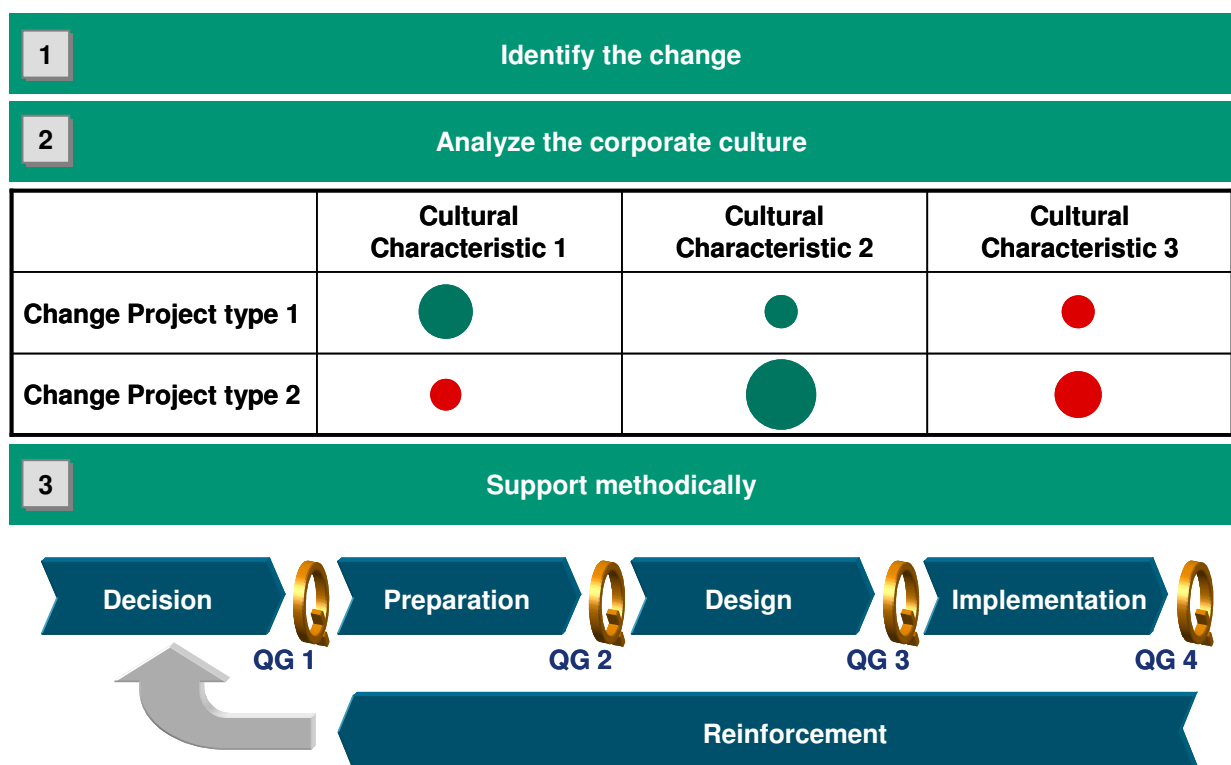 1
Identify the change
2
Analyze the corporate culture
Cultural
Characteristic 1
Cultural
Characteristic 2
Cultural
Characteristic 3
Change Project type 1
Change Project type 2
3
Support methodically
Decision
Preparation
Design
Implementation
QG 1
QG 2
QG 3
QG 4
Reinforcement